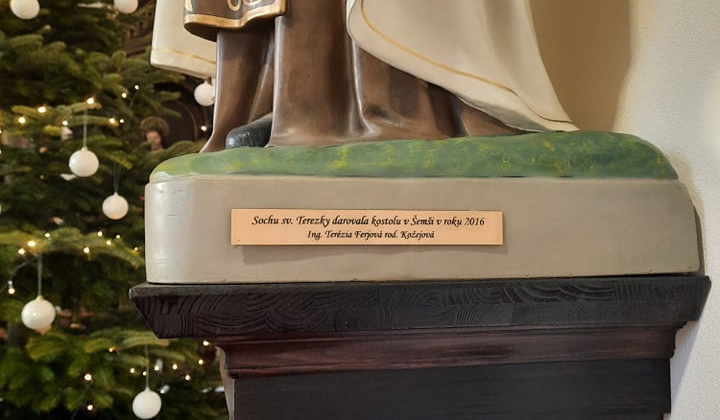 Sochu sv. Terezky darovala kostolu v Šemši v roku 2016
Ing. Terézia Ferjová rod. Kožejová